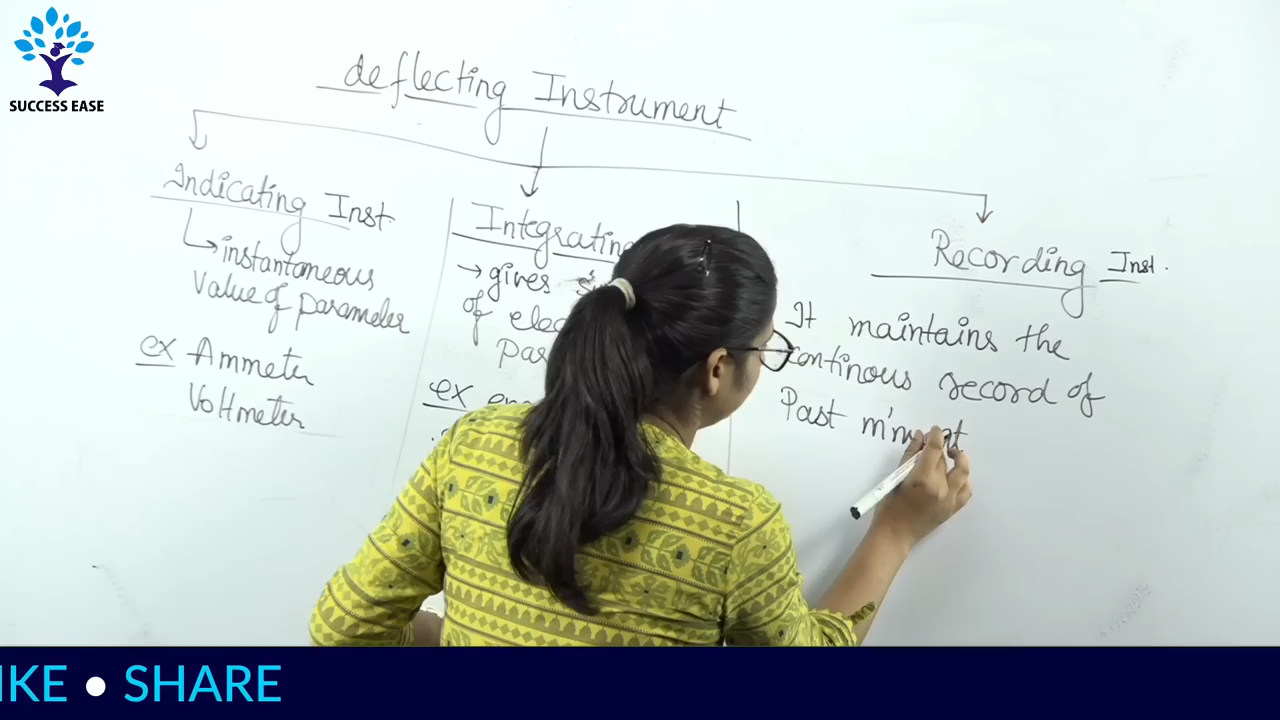 SUCCESS EASE
deflecting Instrument
Indicating Inst.
instantaneous
Value of parameter
ex Ammeter
Voltmeter
Integrating
→ gives
of
ex
Recording Inst.
It maintains the
continous record of
Past
IKE • SHARE